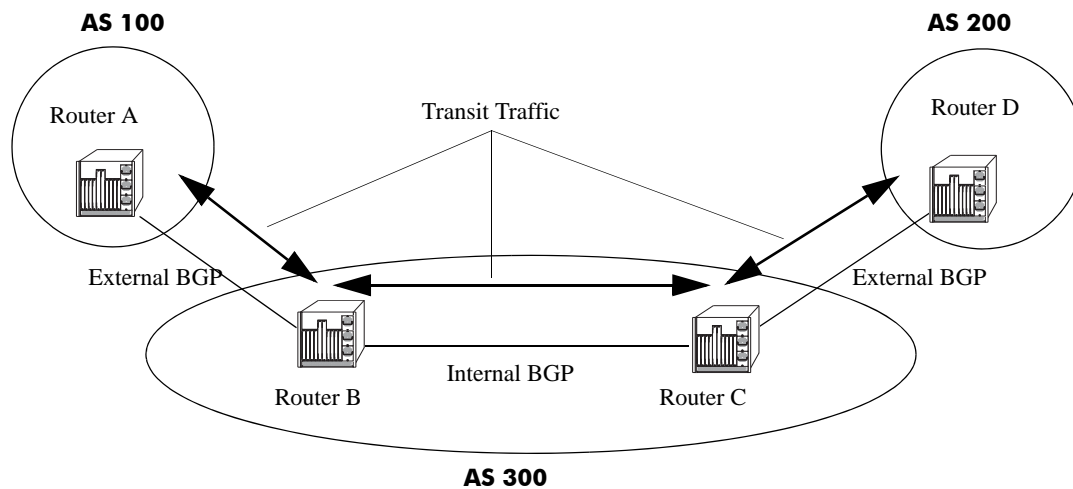 AS 100
AS 200
Router A
Transit Traffic
Router D
External BGP
External BGP
Internal BGP
Router B
Router C
AS 300